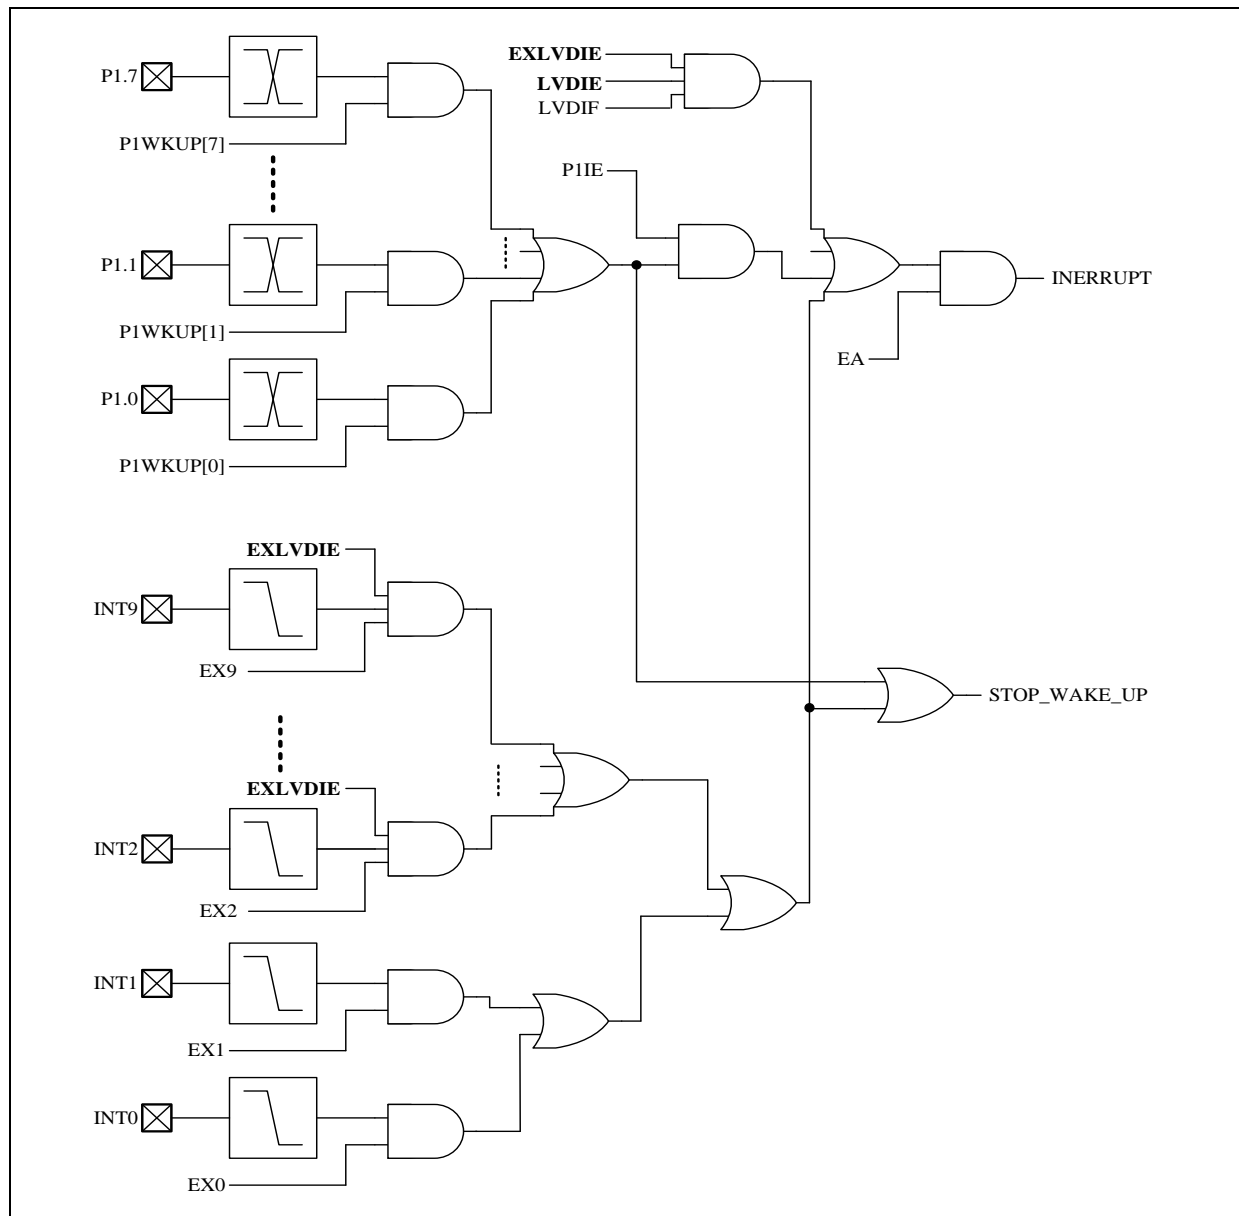 P1.7
P1WKUP[7]
P1.1
P1WKUP[1]
P1.0
P1WKUP[0]
EXLVDIE
LVDIE
LVDIF
P1IE
EA
INERRUPT
EXLVDIE
INT9
EX9
EXLVDIE
INT2
EX2
INT1
EX1
INT0
EX0
STOP_WAKE_UP